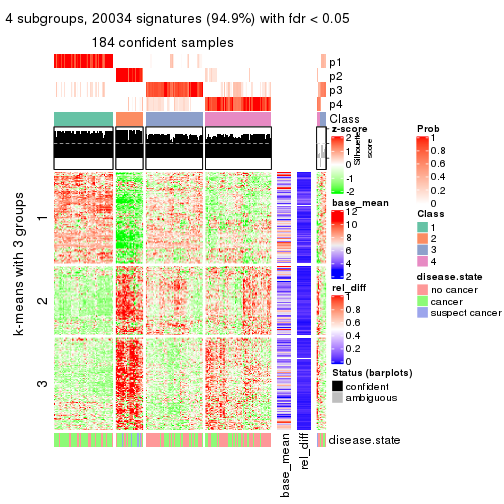 4 subgroups, 20034 signatures (94.9%) with fdr < 0.05
184 confident samples
p1
p2
p3
p4
Class
z-score
2
1
0
-1
-2
Silhouette
score
Prob
1
0.8
0.6
0.4
0.2
0
base_mean
12
10
8
6
4
2
Class
1
2
3
4
rel_diff
1
0.8
0.6
0.4
0.2
0
disease.state
no cancer
cancer
suspect cancer
Status (barplots)
confident
ambiguous
k-means with 3 groups
1
2
3
disease.state
base_mean
rel_diff